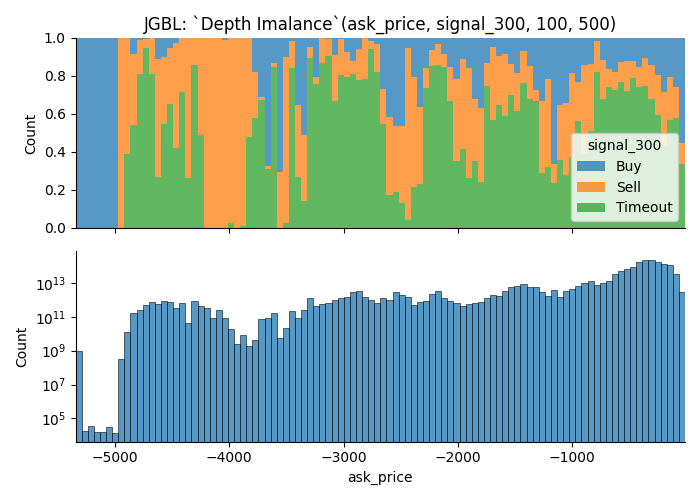 JGBL: `Depth Imalance`(ask_price, signal_300, 100, 500)
1.0
0.8
0.6
0.4
0.2
0.0
Count
signal_300
Buy
Sell
Timeout
10^13
10^11
10^9
10^7
10^5
Count
−5000 −4000 −3000 −2000 −1000
ask_price